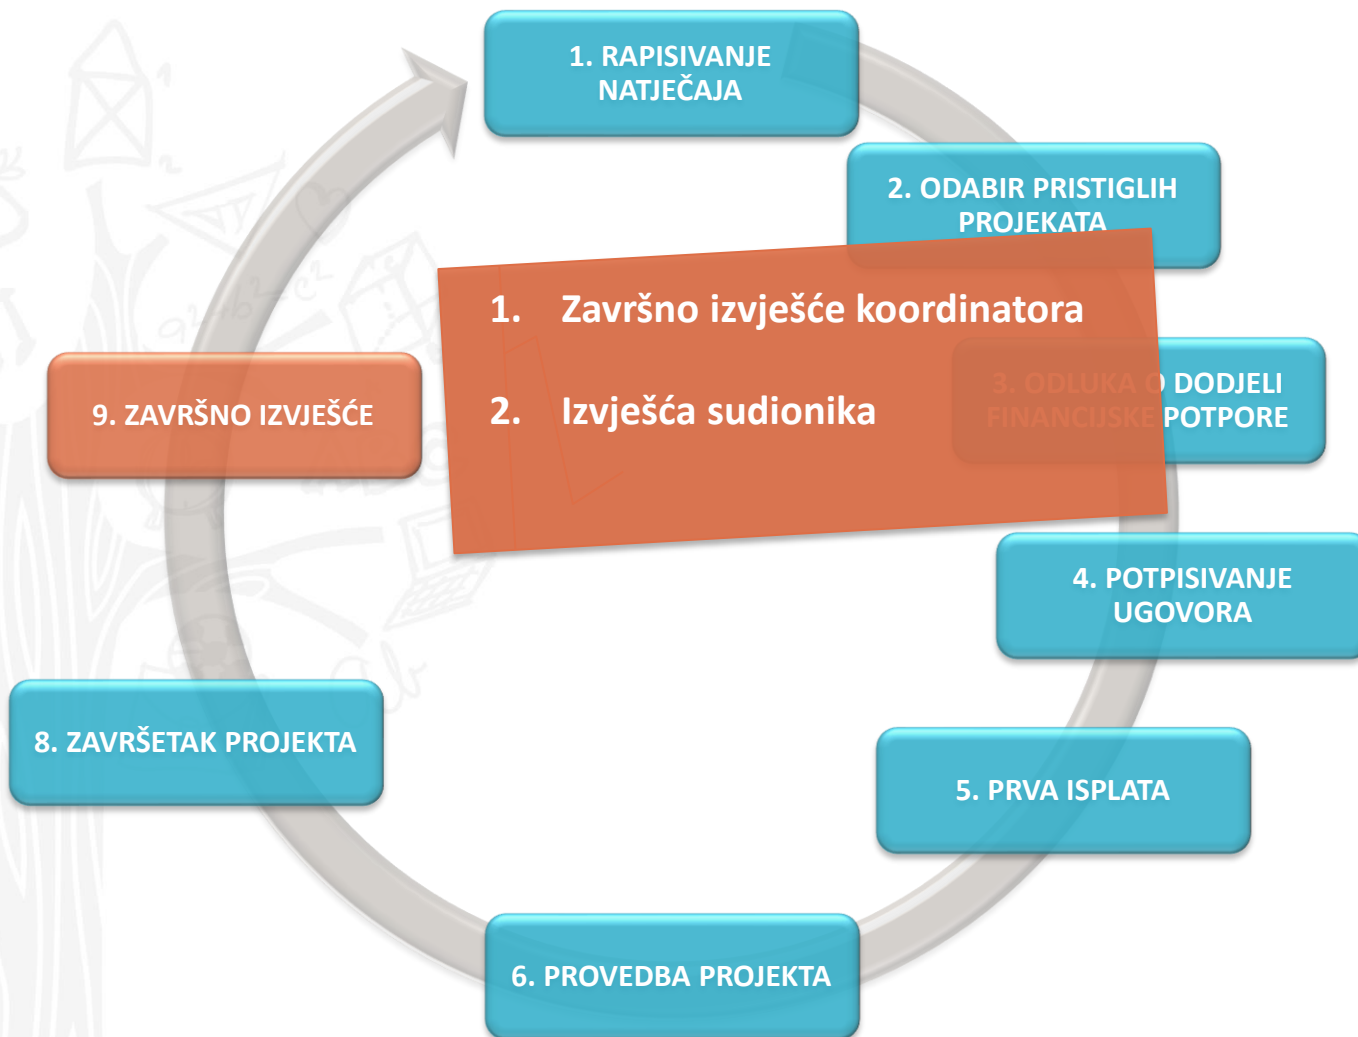 1. RAPISIVANJE
NATJEČAJA
2. ODABIR PRISTIGLIH
PROJEKATA
1. Završno izvješće koordinatora
2. Izvješća sudionika
3. ODLUKA O DODJELI
FINANCIJSKE POTPORE
4. POTPISIVANJE
UGOVORA
5. PRVA ISPLATA
6. PROVEDBA PROJEKTA
8. ZAVRŠETAK PROJEKTA
9. ZAVRŠNO IZVJEŠĆE